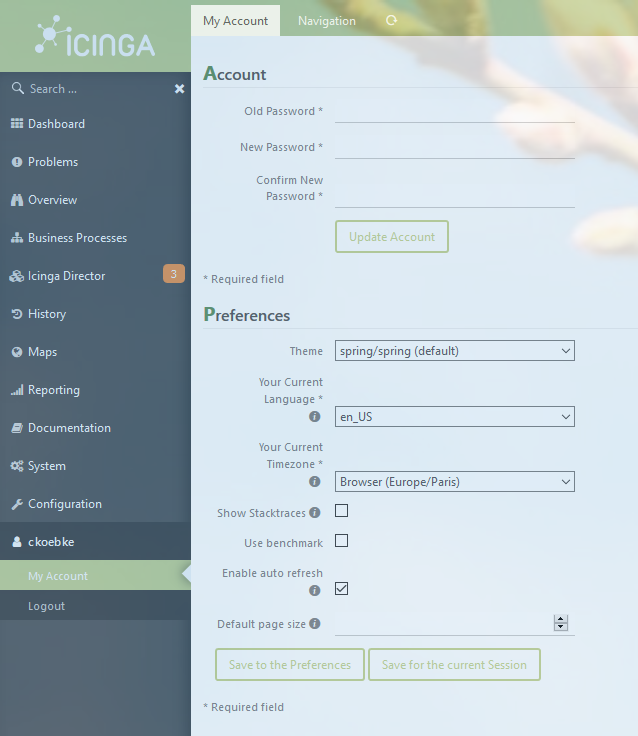 icinga
Search ...
Dashboard
Problems
Overview
Business Processes
Icinga Director 3
History
Maps
Reporting
Documentation
System
Configuration
ckoebke
My Account
Logout
My Account Navigation
Account
Old Password *
New Password *
Confirm New
Password *
Update Account
* Required field
Preferences
Theme spring/spring (default)
Your Current
Language *
en_US
Your Current
Timezone *
Browser (Europe/Paris)
Show Stacktraces
Use benchmark
Enable auto refresh
Default page size
Save to the Preferences Save for the current Session
* Required field